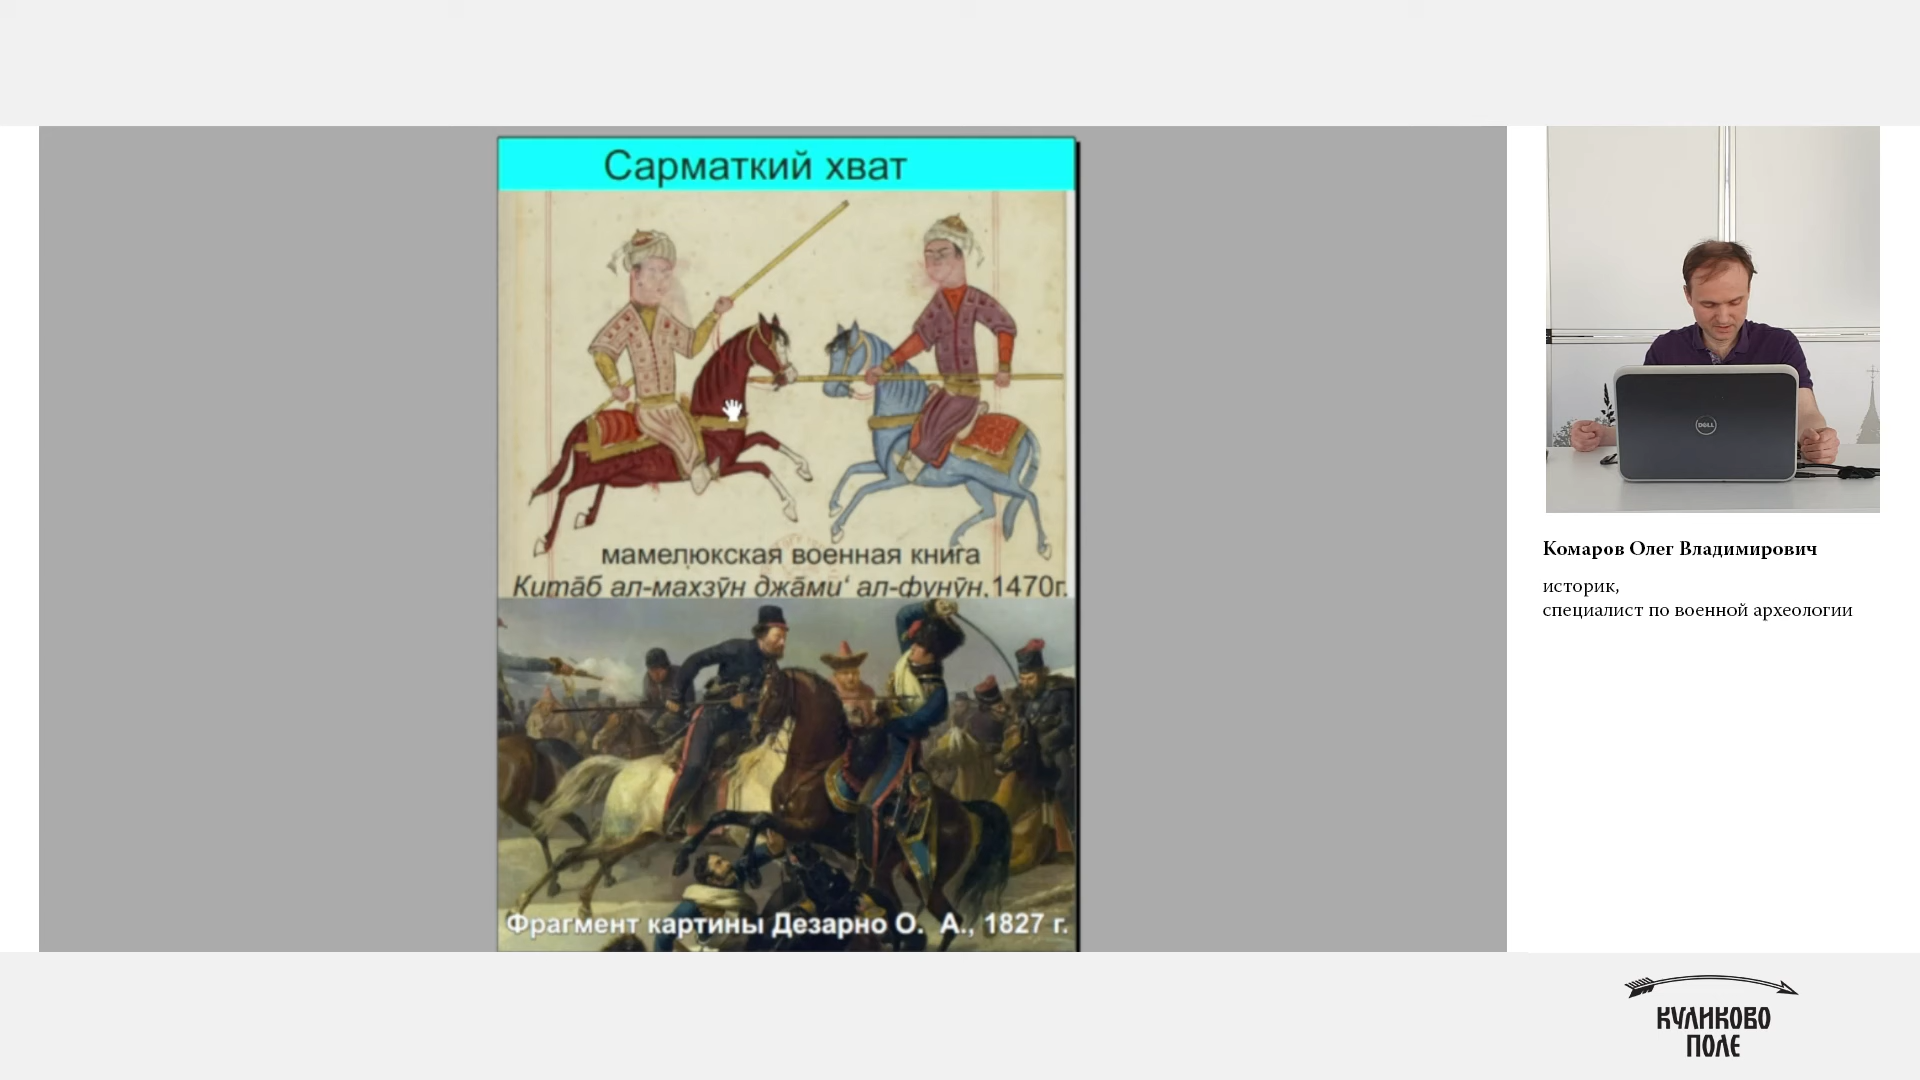 Сарматкий хват
мамелюкская военная книга
Китāб ал-махзӯн джāми‘ ал-фунӯн,1470г.
Фрагмент картины Дезарно О. А., 1827 г.
DELL
Комаров Олег Владимирович
историк,
специалист по военной археологии
КУЛИКОВО
ПОЛЕ